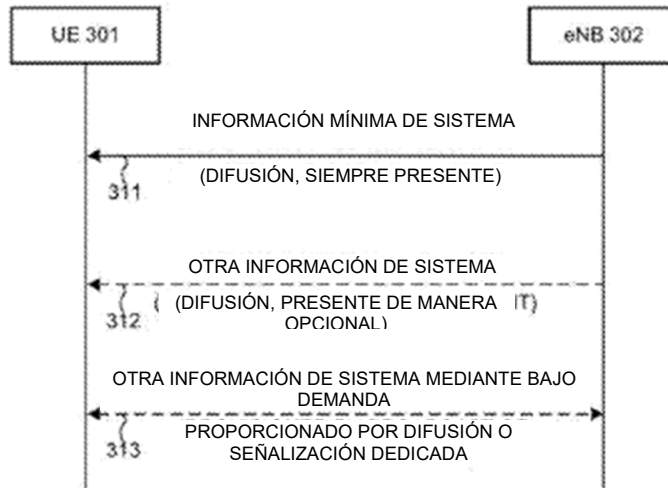 UE 301
eNB 302
INFORMACIÓN MÍNIMA DE SISTEMA
(DIFUSIÓN, SIEMPRE PRESENTE)
311
OTRA INFORMACIÓN DE SISTEMA
( (DIFUSIÓN, PRESENTE DE MANERA OPCIONAL) IT)
312
OTRA INFORMACIÓN DE SISTEMA MEDIANTE BAJO
DEMANDA
PROPORCIONADO POR DIFUSIÓN O
SEÑALIZACIÓN DEDICADA
313